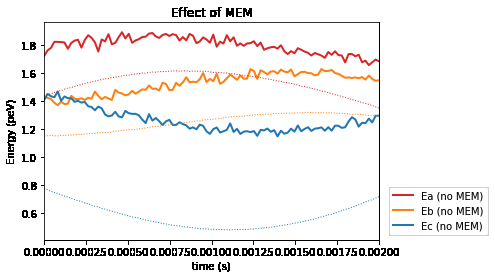 Effect of MEM
Energy (peV)
1.8
1.6
1.4
1.2
1.0
0.8
0.6
0.00000 0.00025 0.00050 0.00075 0.00100 0.00125 0.00150 0.00175 0.00200
time (s)
Ea (no MEM)
Eb (no MEM)
Ec (no MEM)